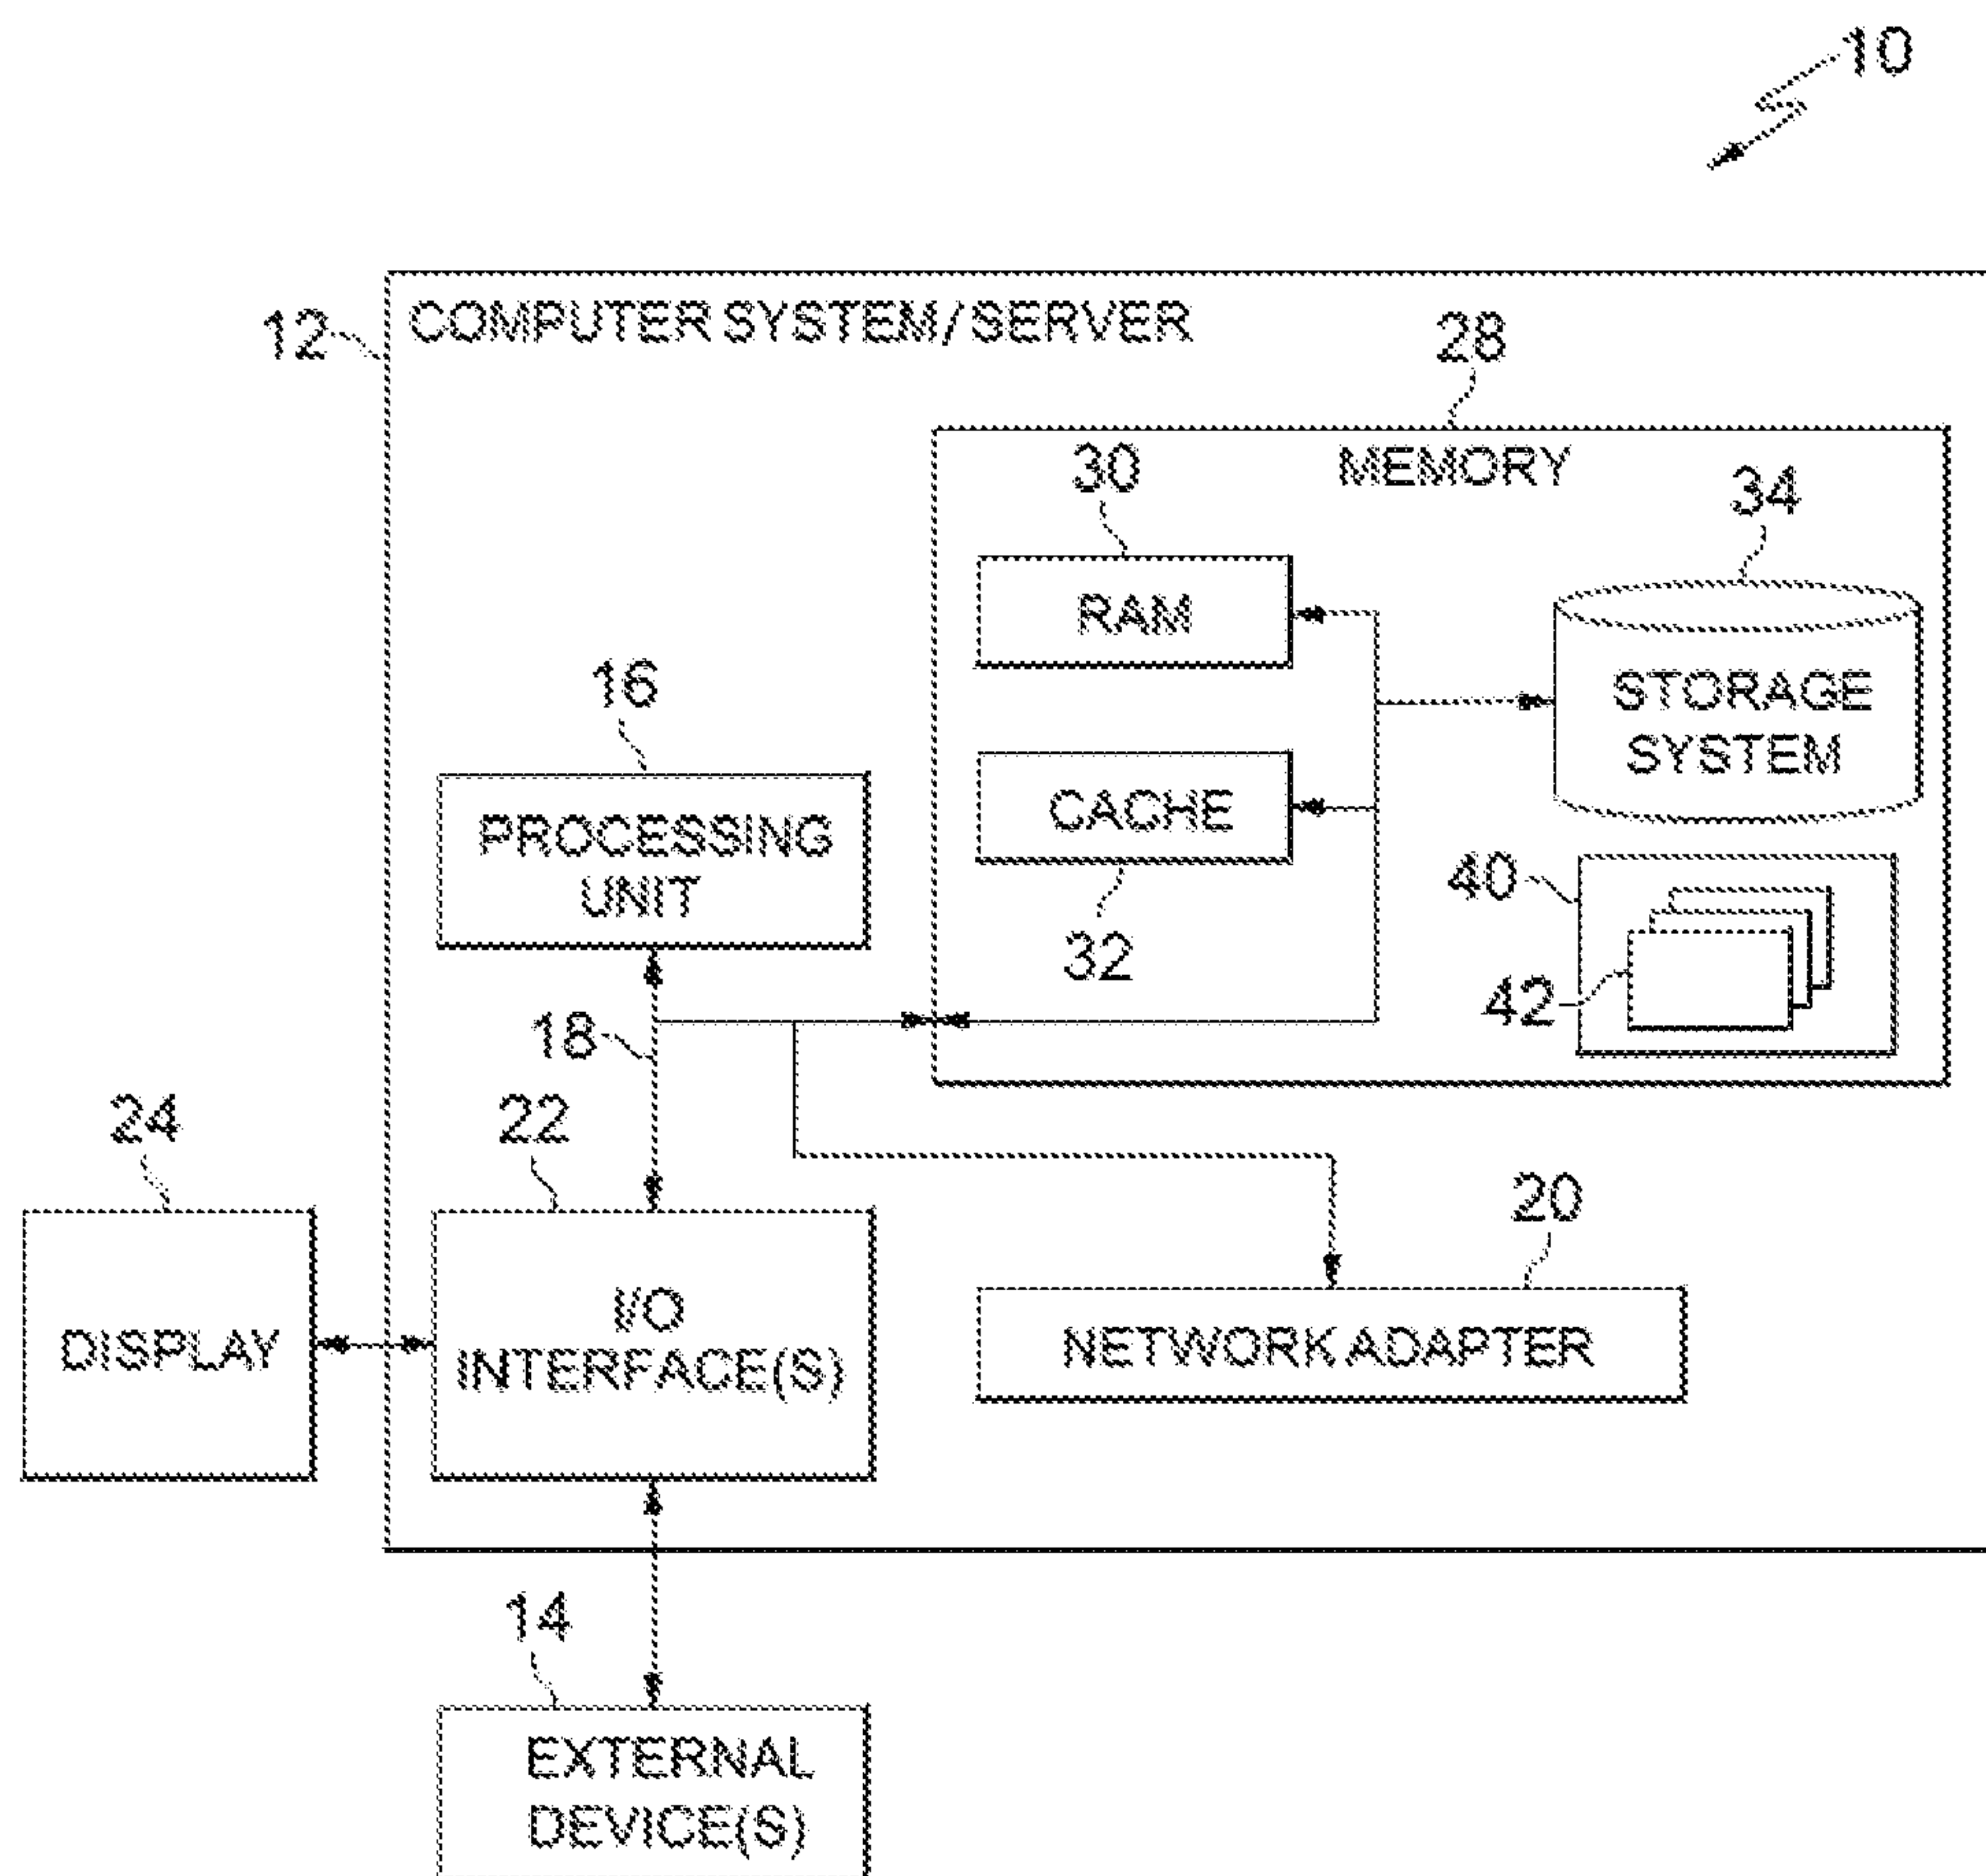 10
12
COMPUTER SYSTEM / SERVER
28
MEMORY
30
34
RAM
STORAGE
SYSTEM
16
CACHE
PROCESSING
UNIT
40
32
42
18
24
22
20
DISPLAY
I/O
INTERFACE(S)
NETWORK ADAPTER
14
EXTERNAL
DEVICE(S)